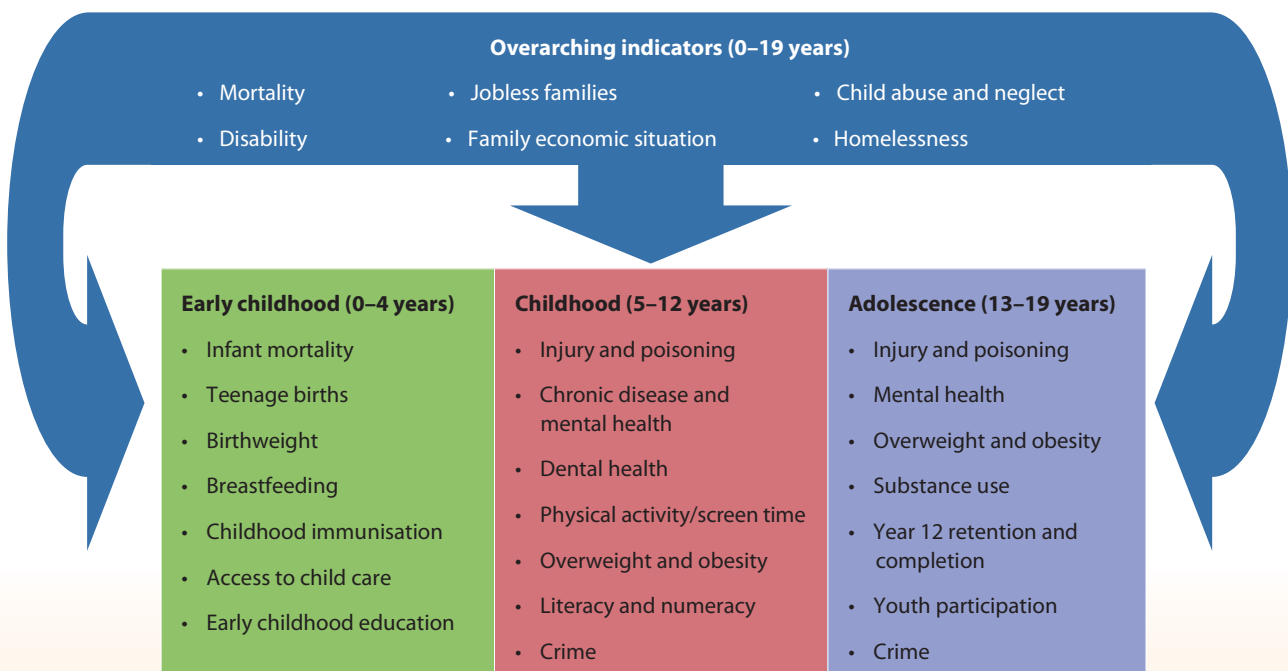 Overarching indicators (0–19 years)
• Mortality
• Jobless families
• Child abuse and neglect
• Disability
• Family economic situation
• Homelessness
Early childhood (0–4 years)
• Infant mortality
• Teenage births
• Birthweight
• Breastfeeding
• Childhood immunisation
• Access to child care
• Early childhood education
Childhood (5–12 years)
• Injury and poisoning
• Chronic disease and
mental health
• Dental health
• Physical activity/screen time
• Overweight and obesity
• Literacy and numeracy
• Crime
Adolescence (13–19 years)
• Injury and poisoning
• Mental health
• Overweight and obesity
• Substance use
• Year 12 retention and
completion
• Youth participation
• Crime